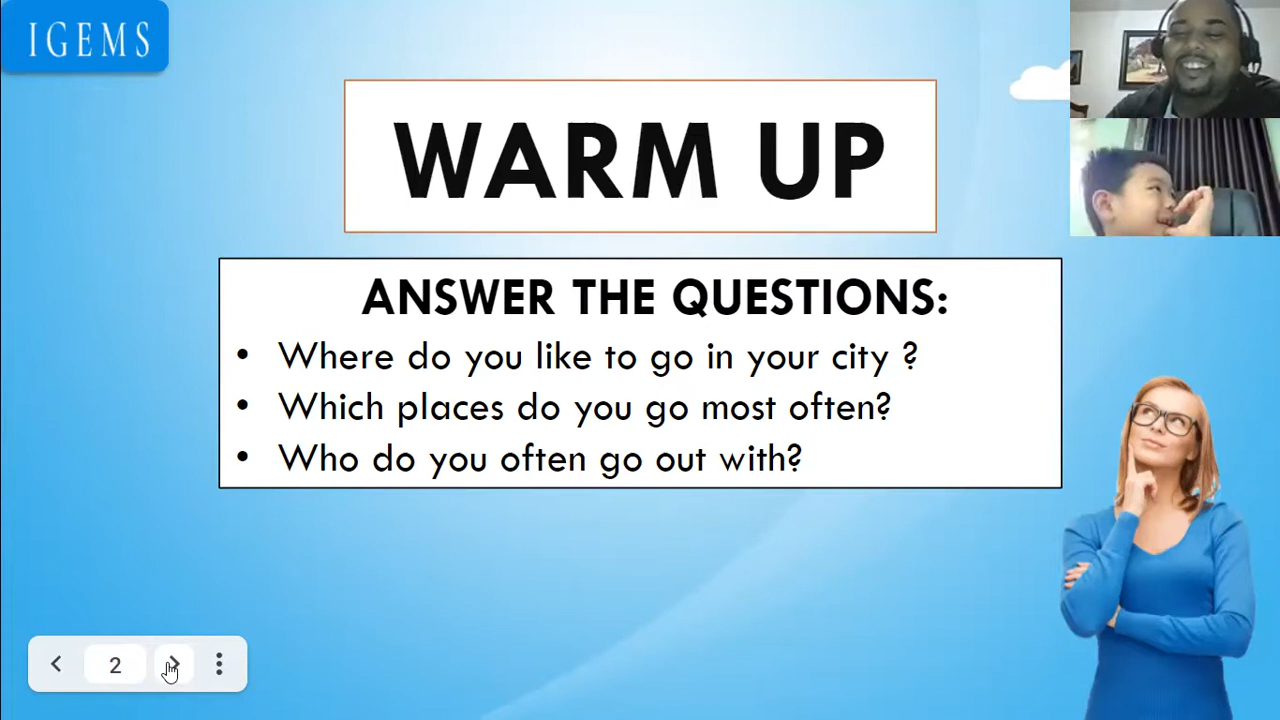 IGEMS
WARM UP
ANSWER THE QUESTIONS:
• Where do you like to go in your city ?
• Which places do you go most often?
• Who do you often go out with?
2